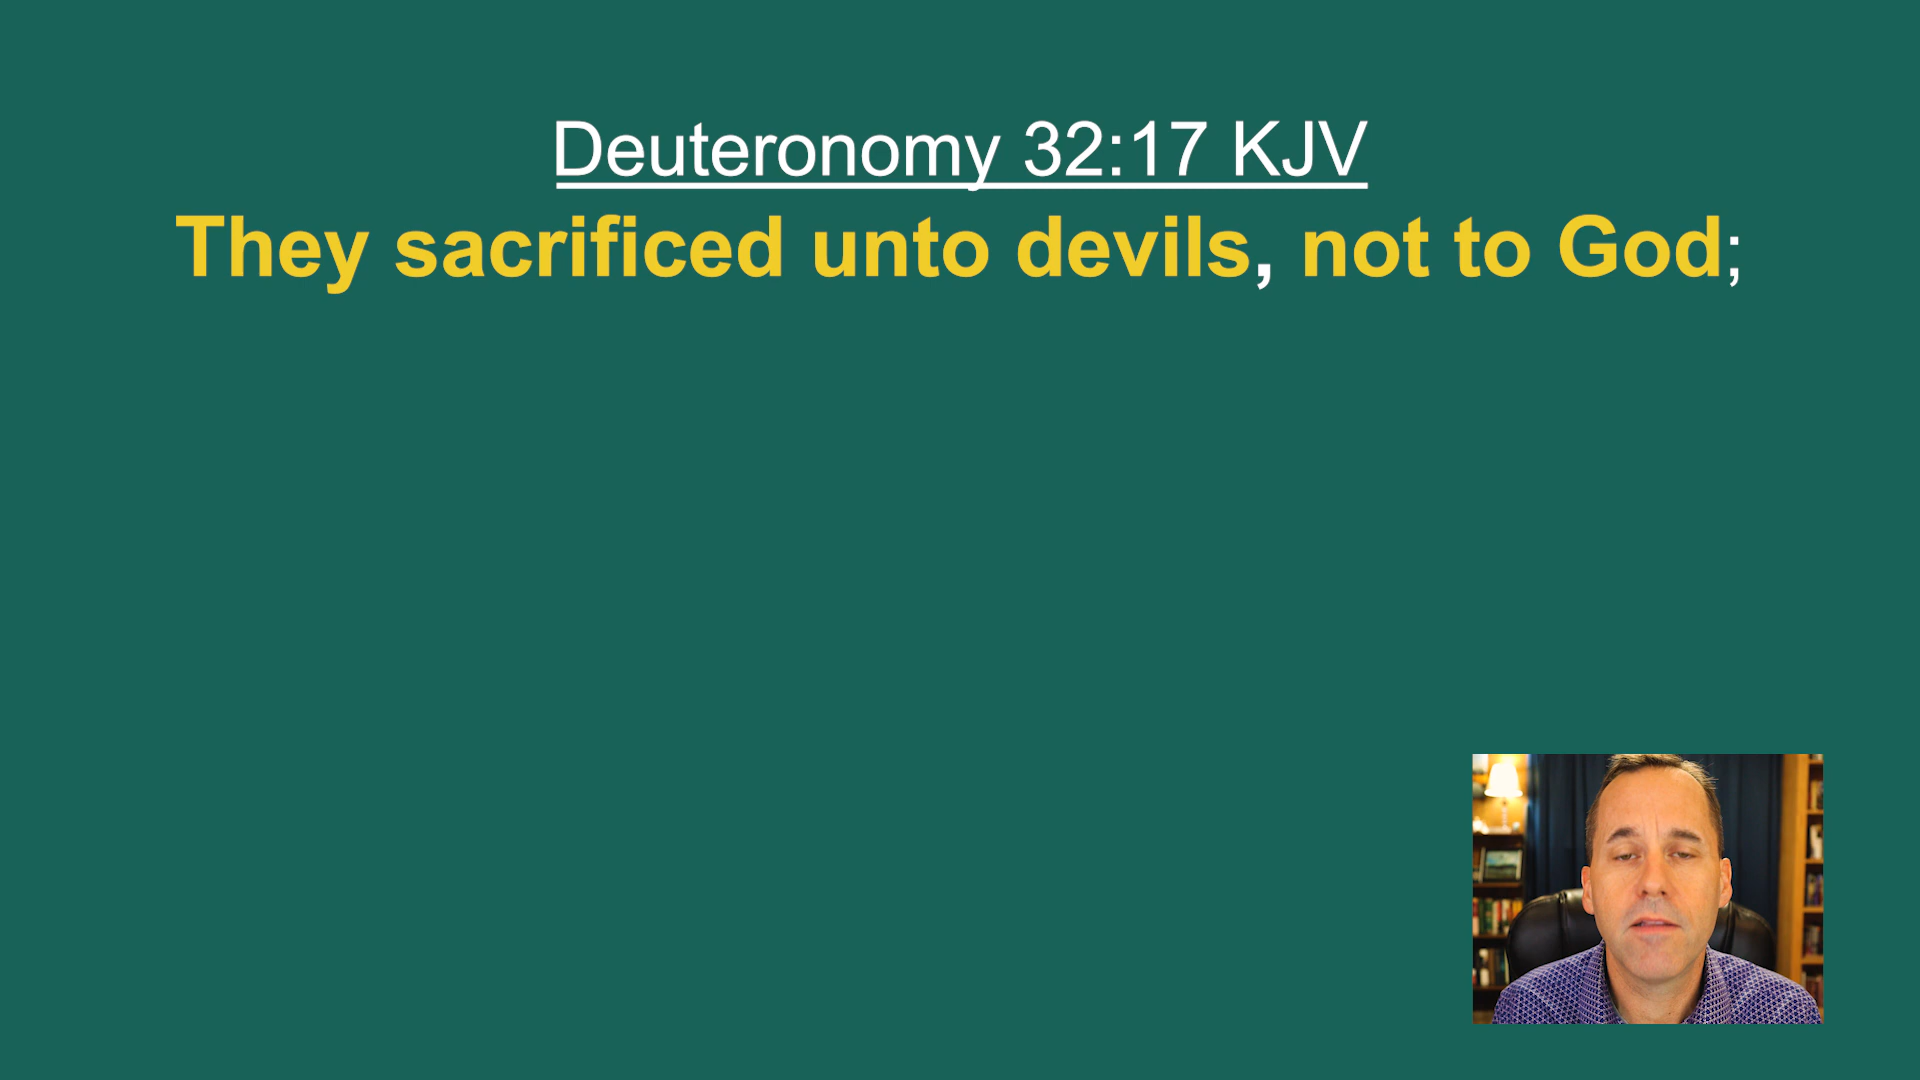 Deuteronomy 32:17 KJV
They sacrificed unto devils, not to God;